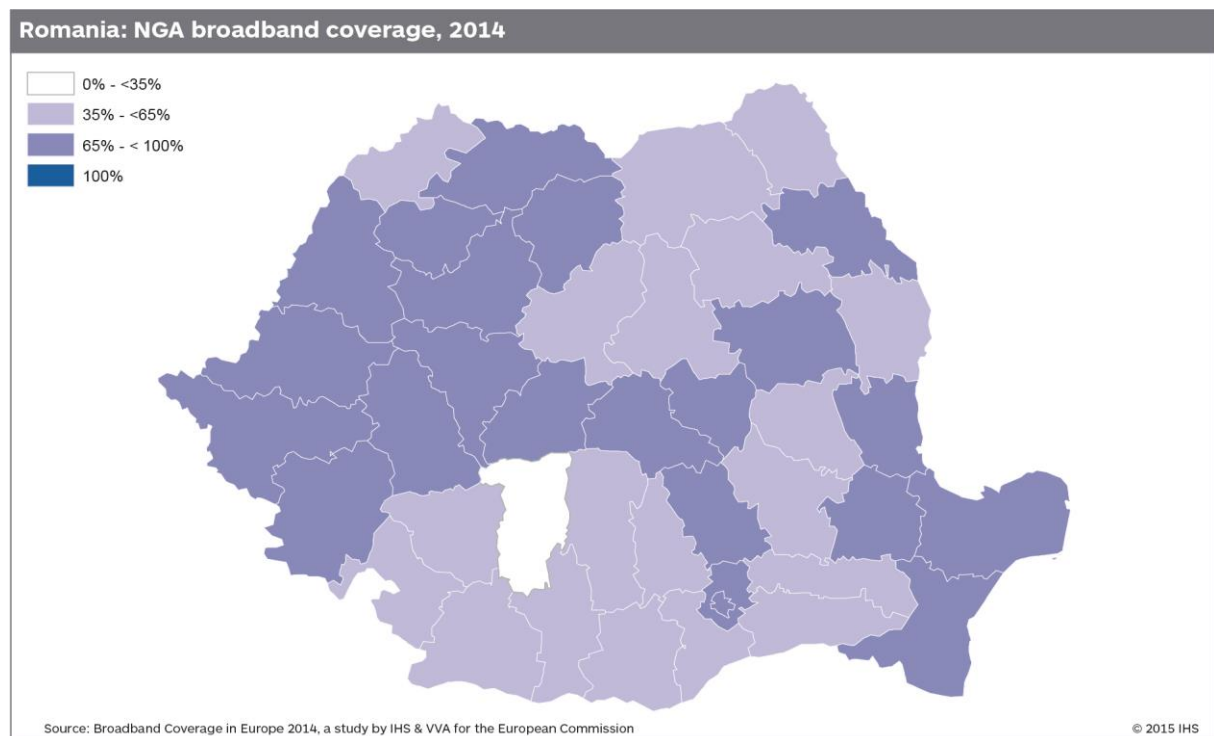 Romania: NGA broadband coverage, 2014
0% - <35%
35% - <65%
65% - < 100%
100%
Source: Broadband Coverage in Europe 2014, a study by IHS & VVA for the European Commission
© 2015 IHS